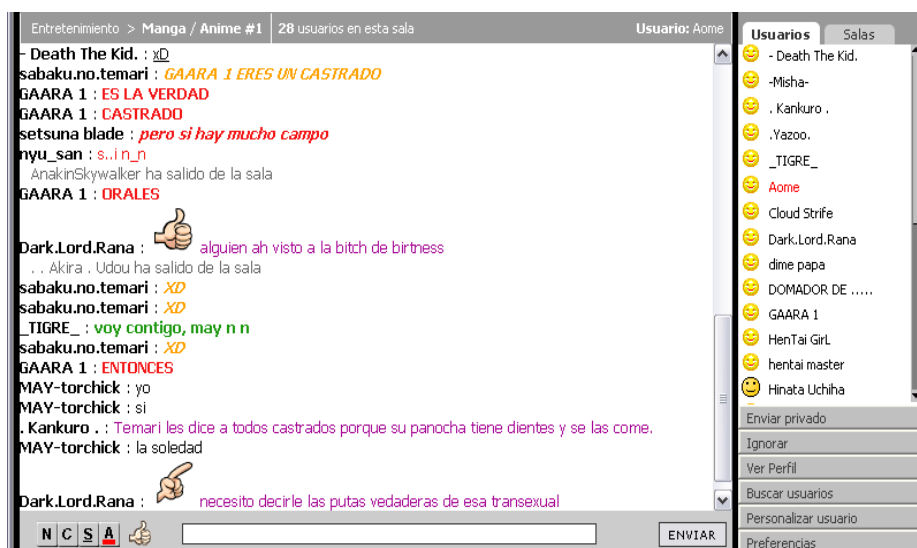 Entretenimiento > Manga / Anime #1 28 usuarios en esta sala Usuario: Aome
- Death The Kid. : xD
sabaku.no.temari : GAARA 1 ERES UN CASTRADO
GAARA 1 : ES LA VERDAD
GAARA 1 : CASTRADO
setsuna blade : pero si hay mucho campo
nyu_san : s..i n_n
AnakinSkywalker ha salido de la sala
GAARA 1 : ORALES
Dark.Lord.Rana : alguien ah visto a la bitch de birtness
. . Akira . Udou ha salido de la sala
sabaku.no.temari : XD
sabaku.no.temari : XD
_TIGRE_ : voy contigo, may n n
sabaku.no.temari : XD
GAARA 1 : ENTONCES
MAY-torchick : yo
MAY-torchick : si
. Kankuro . : Temari les dice a todos castrados porque su panocha tiene dientes y se las come.
MAY-torchick : la soledad
Dark.Lord.Rana : necesito decirle las putas vedaderas de esa transexual
N C S A
ENVIAR
Usuarios Salas
- Death The Kid.
-Misha-
. Kankuro .
.Yazoo.
_TIGRE_
Aome
Cloud Strife
Dark.Lord.Rana
dime papa
DOMADOR DE .....
GAARA 1
HenTai GirL
hentai master
Hinata Uchiha
Enviar privado
Ignorar
Ver Perfil
Buscar usuarios
Personalizar usuario
Preferencias